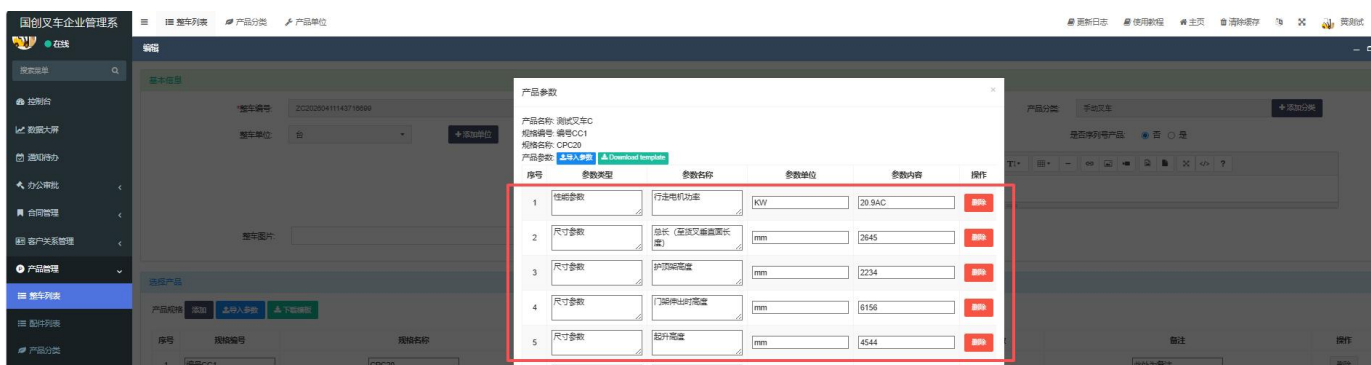 国创叉车企业管理系
整车列表 产品分类 产品单位
更新日志 使用教程 主页 清除缓存 黄测试
在线
编辑
搜索菜单
控制台
数据大屏
通知待办
办公审批
合同管理
客户关系管理
产品管理
整车列表
配件列表
产品分类
基本信息
*整车编号: ZC20260411143716899
产品分类: 手动叉车 +添加分类
整车单位: 台 +添加单位
是否序列号产品: 否 是
整车图片:
选择产品
产品规格 添加 导入参数 下载模板
序号 规格编号 规格名称 备注 操作
1 编号CC1 CPC20 删除
产品参数 ×
产品名称: 测试叉车C
规格编号: 编号CC1
规格名称: CPC20
产品参数: 导入参数 Download template
序号 参数类型 参数名称 参数单位 参数内容 操作
1 性能参数 行走电机功率 KW 20.9AC 删除
2 尺寸参数 总长（至货叉垂直面长度) mm 2645 删除
3 尺寸参数 护顶架高度 mm 2234 删除
4 尺寸参数 门架伸出时高度 mm 6156 删除
5 尺寸参数 起升高度 mm 4544 删除